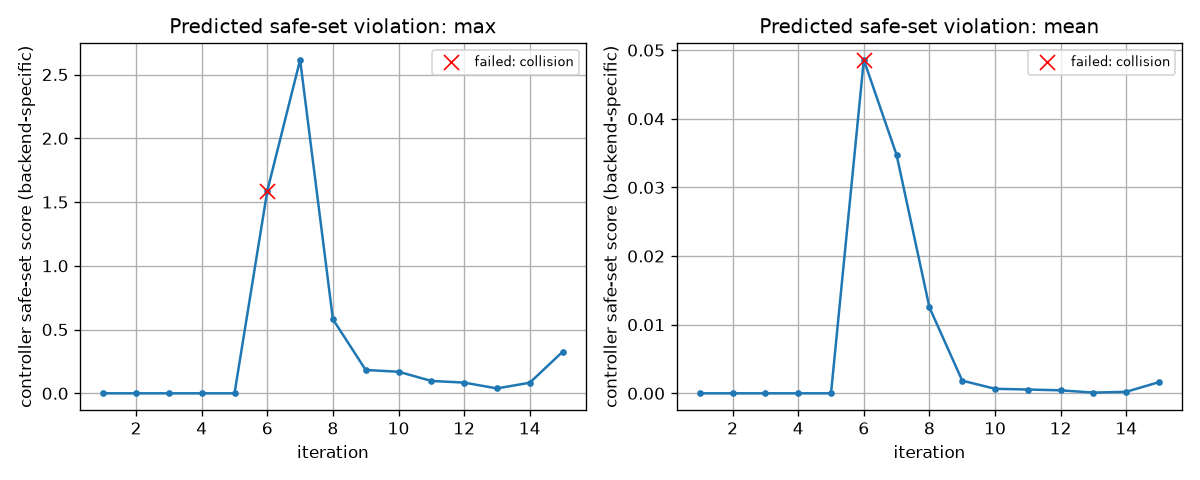 Predicted safe-set violation: max
controller safe-set score (backend-specific)
failed: collision
2.5
2.0
1.5
1.0
0.5
0.0
2 4 6 8 10 12 14
iteration
Predicted safe-set violation: mean
controller safe-set score (backend-specific)
failed: collision
0.05
0.04
0.03
0.02
0.01
0.00
2 4 6 8 10 12 14
iteration